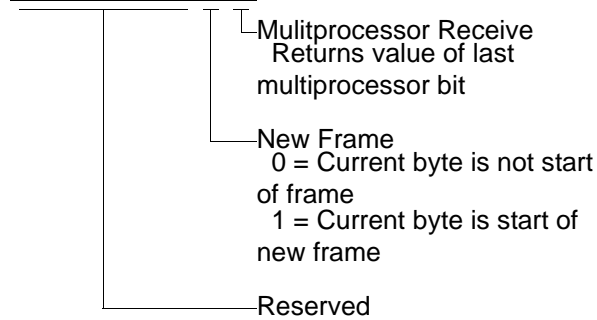 Mulitprocessor Receive
Returns value of last
multiprocessor bit
New Frame
0 = Current byte is not start
of frame
1 = Current byte is start of
new frame
Reserved